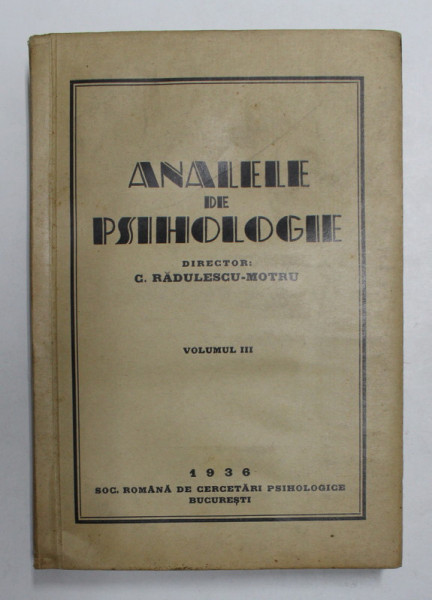 ANALELE
DE
PSIHOLOGIE
DIRECTOR:
C. RĂDULESCU-MOTRU
VOLUMUL III
1936
SOC. ROMÂNĂ DE CERCETĂRI PSIHOLOGICE
BUCUREȘTI